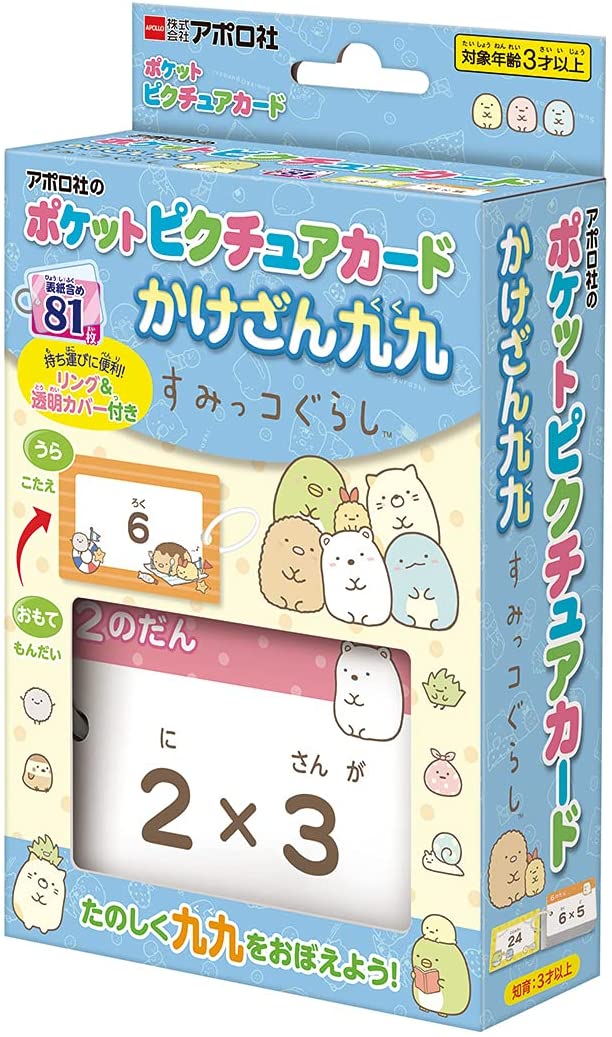 APOLLO 株式会社 アポロ社
ポケット
ピクチュアカード
たいしょうねんれい さい いじょう
対象年齢3才以上
アポロ社の
ポケットピクチュアカード
かけざん九九
くく
すみっコぐらし™
ひょうしふく
表紙含め
81枚
まい
も はこ べんり
持ち運びに便利!
リング&
とうめい つ
透明カバー付き
うら
こたえ
ろく
6
おもて
もんだい
2のだん
に さん が
2×3
たのしく九九をおぼえよう!
アポロ社の
ポケットピクチュアカード
かけざん九九
くく
すみっコぐらし™
24
6×5
知育:3才以上